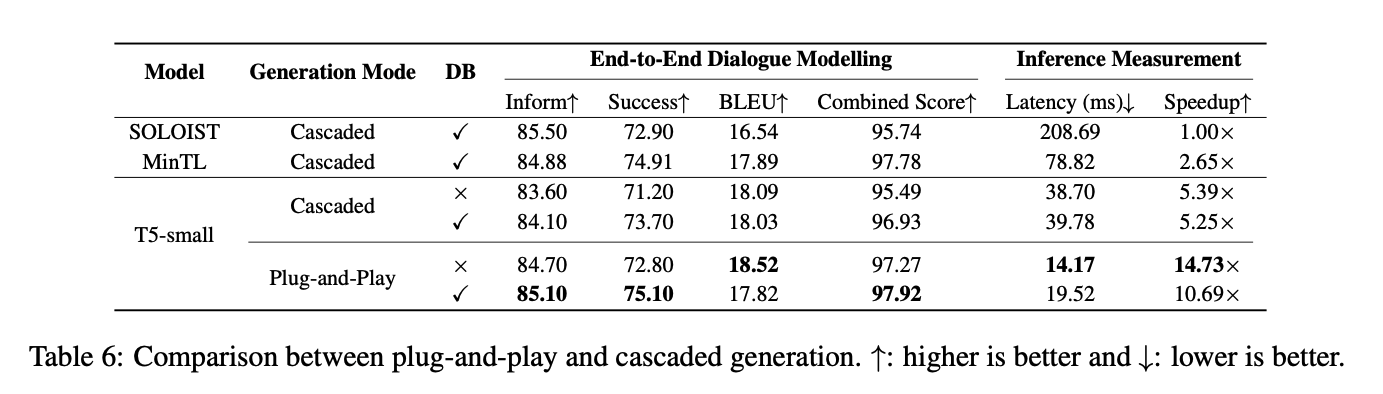 Model Generation Mode DB End-to-End Dialogue Modelling Inference Measurement
Inform↑ Success↑ BLEU↑ Combined Score↑ Latency (ms)↓ Speedup↑
SOLOIST Cascaded ✓ 85.50 72.90 16.54 95.74 208.69 1.00×
MinTL Cascaded ✓ 84.88 74.91 17.89 97.78 78.82 2.65×
T5-small Cascaded × 83.60 71.20 18.09 95.49 38.70 5.39×
✓ 84.10 73.70 18.03 96.93 39.78 5.25×
Plug-and-Play × 84.70 72.80 18.52 97.27 14.17 14.73×
✓ 85.10 75.10 17.82 97.92 19.52 10.69×
Table 6: Comparison between plug-and-play and cascaded generation. ↑: higher is better and ↓: lower is better.